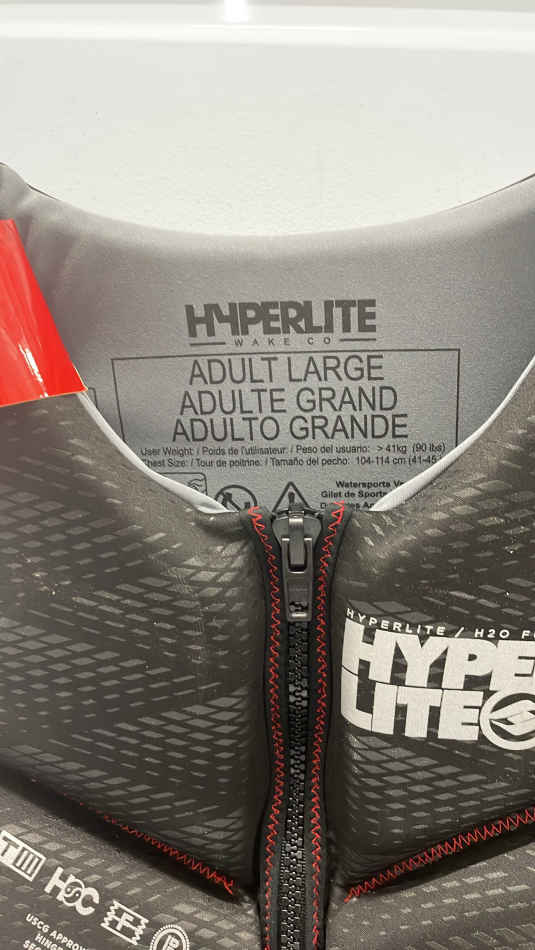 HYPERLITE
WAKE CO
ADULT LARGE
ADULTE GRAND
ADULTO GRANDE
User Weight: / Poids de l'utilisateur: / Peso del usuario: > 41kg (90 lbs)
Chest Size: / Tour de poitrine: / Tamaño del pecho: 104-114 cm (41-45
Watersports
Gilet de Sports
HYPERLITE / H2O
HYPE
LITE
USCG APPROV
HINGE